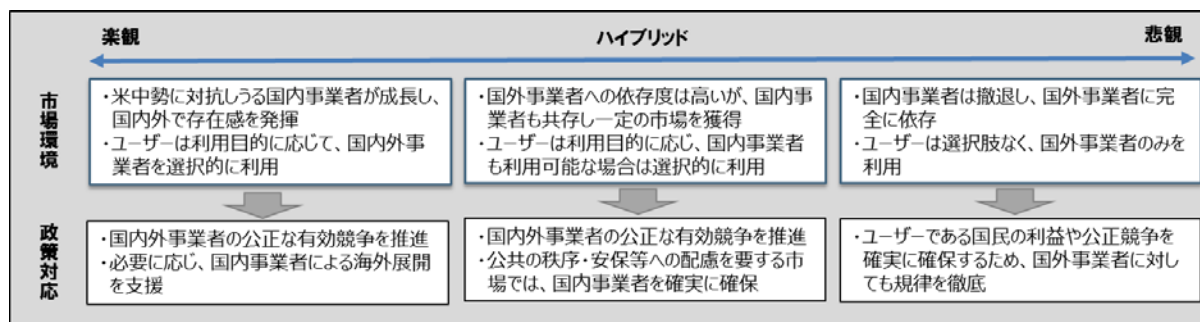 楽観
ハイブリッド
悲観
市場環境
・米中勢に対抗しうる国内事業者が成長し、
国内外で存在感を発揮
・ユーザーは利用目的に応じて、国内外事
業者を選択的に利用
・国外事業者への依存度は高いが、国内事
業者も共存し一定の市場を獲得
・ユーザーは利用目的に応じ、国内事業者
も利用可能な場合は選択的に利用
・国内事業者は撤退し、国外事業者に完
全に依存
・ユーザーは選択肢なく、国外事業者のみを
利用
政策対応
・国内外事業者の公正な有効競争を推進
・必要に応じ、国内事業者による海外展開
を支援
・国内外事業者の公正な有効競争を推進
・公共の秩序・安保等への配慮を要する市
場では、国内事業者を確実に確保
・ユーザーである国民の利益や公正競争を
確実に確保するため、国外事業者に対し
ても規律を徹底